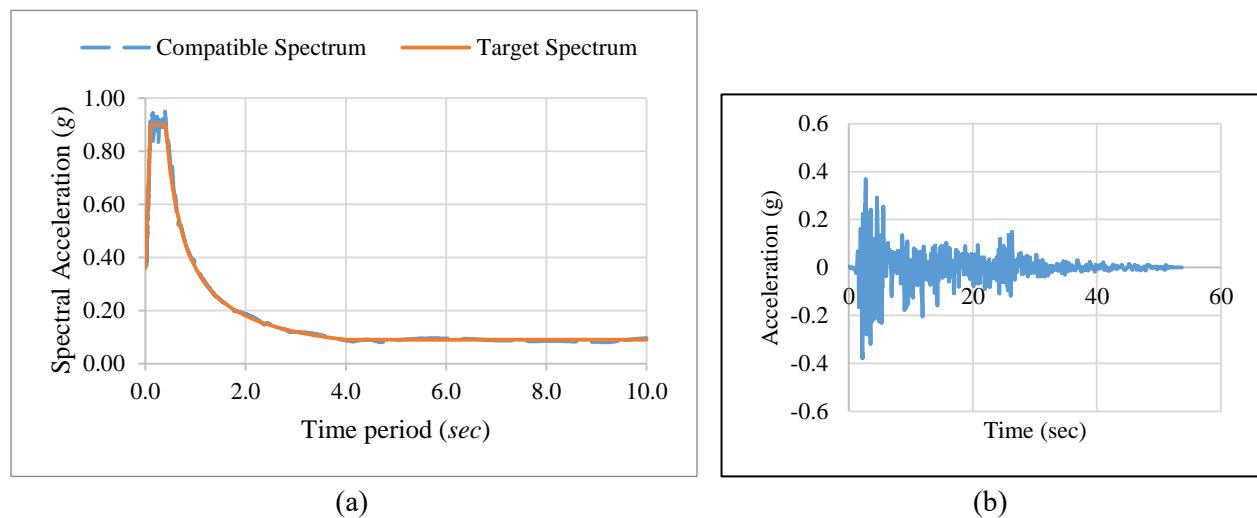 Compatible Spectrum
Target Spectrum
Spectral Acceleration (g)
1.00
0.80
0.60
0.40
0.20
0.00
0.0 2.0 4.0 6.0 8.0 10.0
Time period (sec)
(a)
Acceleration (g)
0.6
0.4
0.2
0
-0.2
-0.4
-0.6
0 20 40 60
Time (sec)
(b)